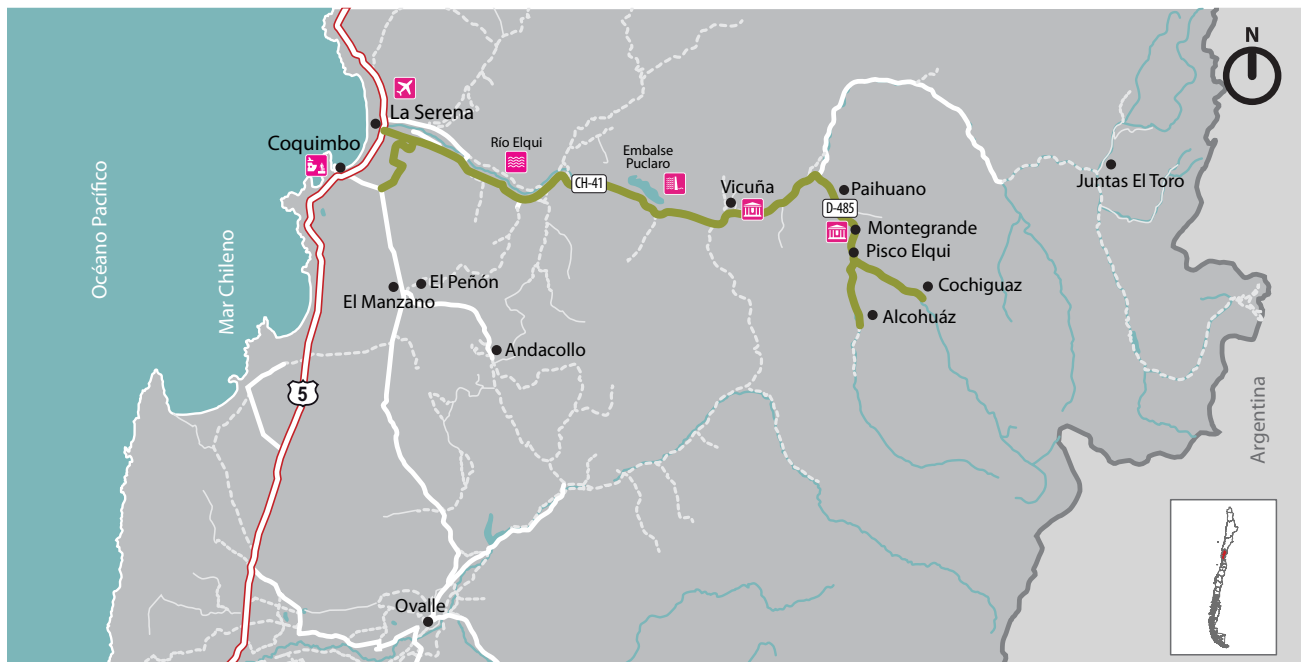 N
La Serena
Coquimbo
Río Elqui
Embalse
Puclaro
CH-41
Vicuña
Paihuano
D-485
Montegrande
Pisco Elqui
Juntas El Toro
Cochiguaz
Alcohuáz
El Peñón
El Manzano
Andacollo
5
Ovalle
Océano Pacífico
Mar Chileno
Argentina